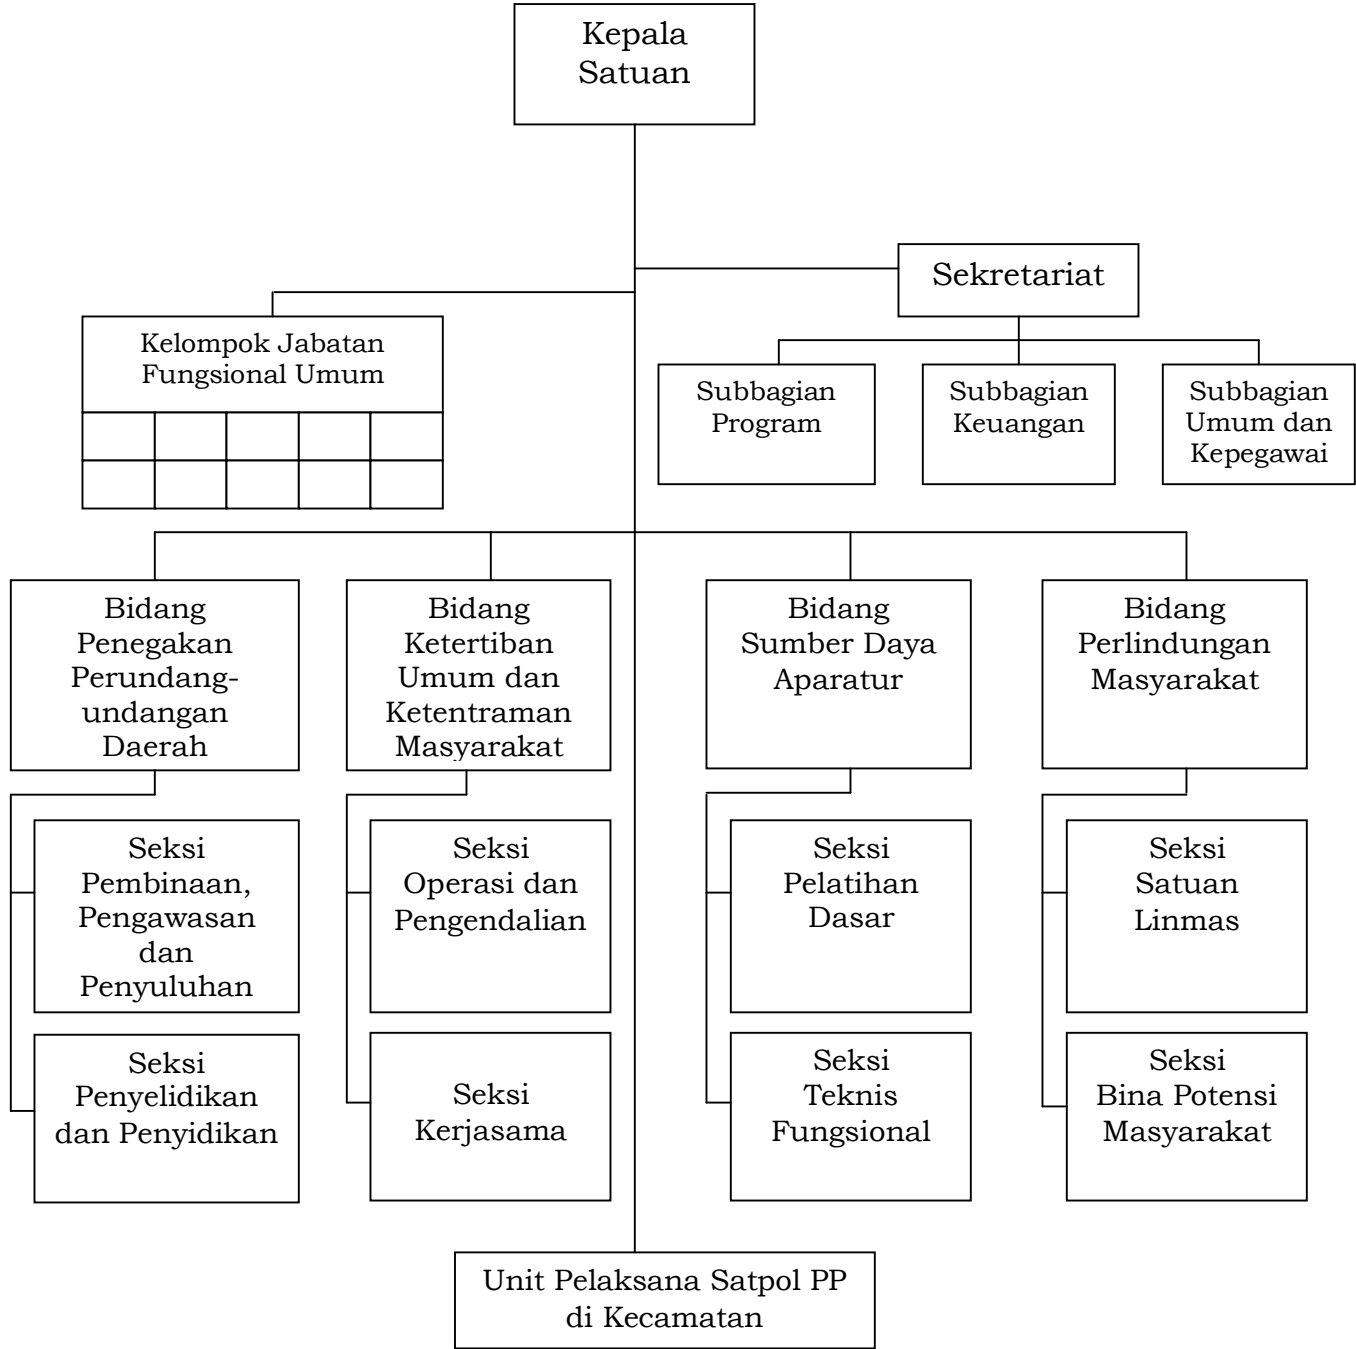 Kepala
Satuan
Sekretariat
Kelompok Jabatan
Fungsional Umum
Subbagian
Program
Subbagian
Keuangan
Subbagian
Umum dan
Kepegawai
Bidang
Penegakan
Perundang-
undangan
Daerah
Bidang
Ketertiban
Umum dan
Ketentraman
Masyarakat
Bidang
Sumber Daya
Aparatur
Bidang
Perlindungan
Masyarakat
Seksi
Pembinaan,
Pengawasan
dan
Penyuluhan
Seksi
Operasi dan
Pengendalian
Seksi
Pelatihan
Dasar
Seksi
Satuan
Linmas
Seksi
Penyelidikan
dan Penyidikan
Seksi
Kerjasama
Seksi
Teknis
Fungsional
Seksi
Bina Potensi
Masyarakat
Unit Pelaksana Satpol PP
di Kecamatan